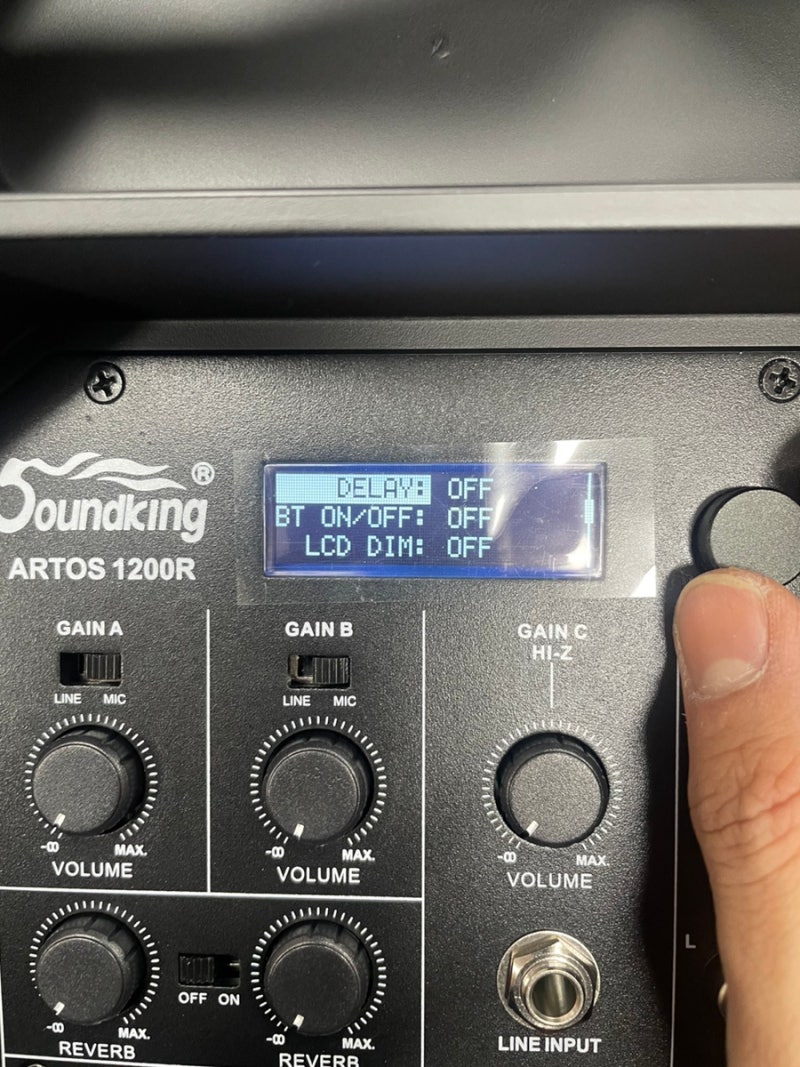 Soundking®
ARTOS 1200R
DELAY: OFF
BT ON/OFF: OFF
LCD DIM: OFF
GAIN A
LINE MIC
-∞ MAX.
VOLUME
GAIN B
LINE MIC
-∞ MAX.
VOLUME
GAIN C
HI-Z
-∞ MAX.
VOLUME
-∞ MAX.
REVERB
OFF ON
-∞ MAX.
REVERB
LINE INPUT
L